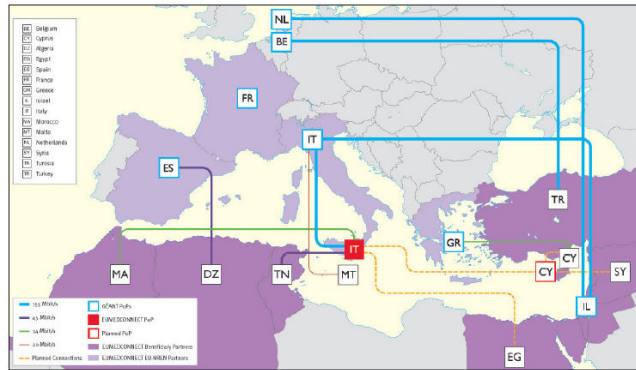 BE Belgium
CY Cyprus
DZ Algeria
EG Egypt
ES Spain
FR France
GR Greece
IL Israel
IT Italy
MA Morocco
MT Malta
NL Netherlands
SY Syria
TN Tunisia
TR Turkey
NL
BE
FR
IT
ES
TR
GR
IT
CY
MA
DZ
TN
MT
CY
SY
IL
EG
155 Mbit/s
45 Mbit/s
34 Mbit/s
Mbit/s
Planned Connections
GÉANT PoPs
EUMEDCONNECT PoP
Planned PoP
EUMEDCONNECT Beneficiary Partners
EUMEDCONNECT EU NREN Partners